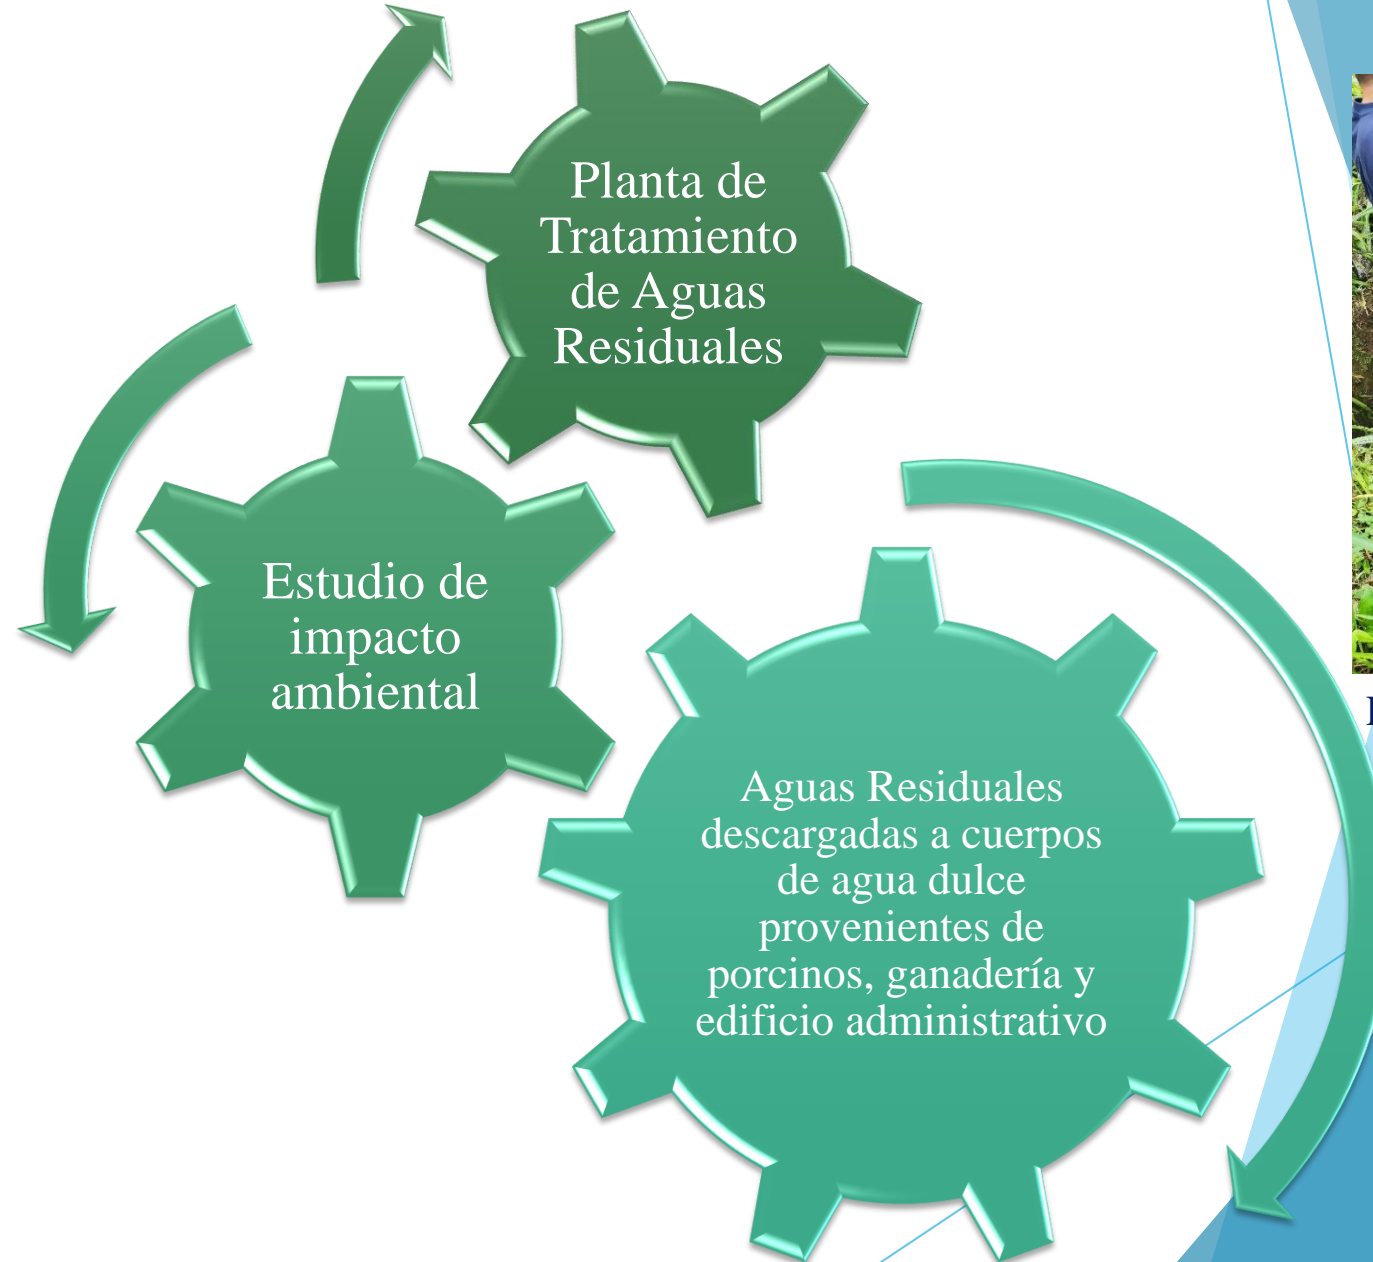 Planta de
Tratamiento
de Aguas
Residuales
Estudio de
impacto
ambiental
Aguas Residuales
descargadas a cuerpos
de agua dulce
provenientes de
porcinos, ganadería y
edificio administrativo